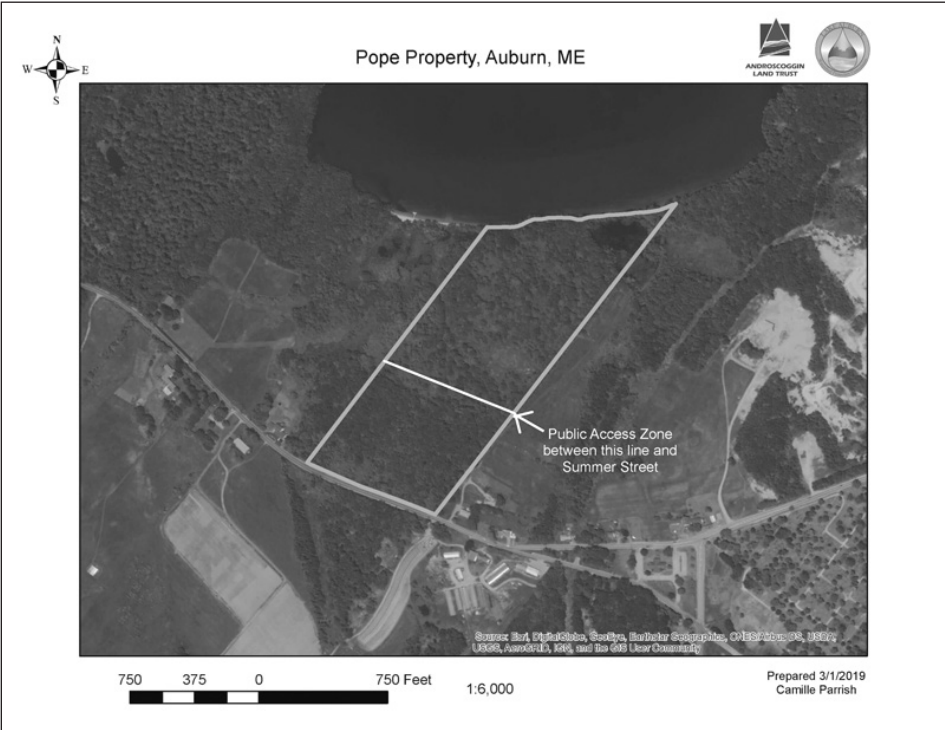 N
W E
S
Pope Property, Auburn, ME
ANDROSCOGGIN
LAND TRUST
Public Access Zone
between this line and
Summer Street
Source: Esri, DigitalGlobe, GeoEye, Earthstar Geographics, CNES/Airbus DS, USDA,
USGS, AeroGRID, IGN, and the GIS User Community
750 375 0 750 Feet
1:6,000
Prepared 3/1/2019
Camille Parrish